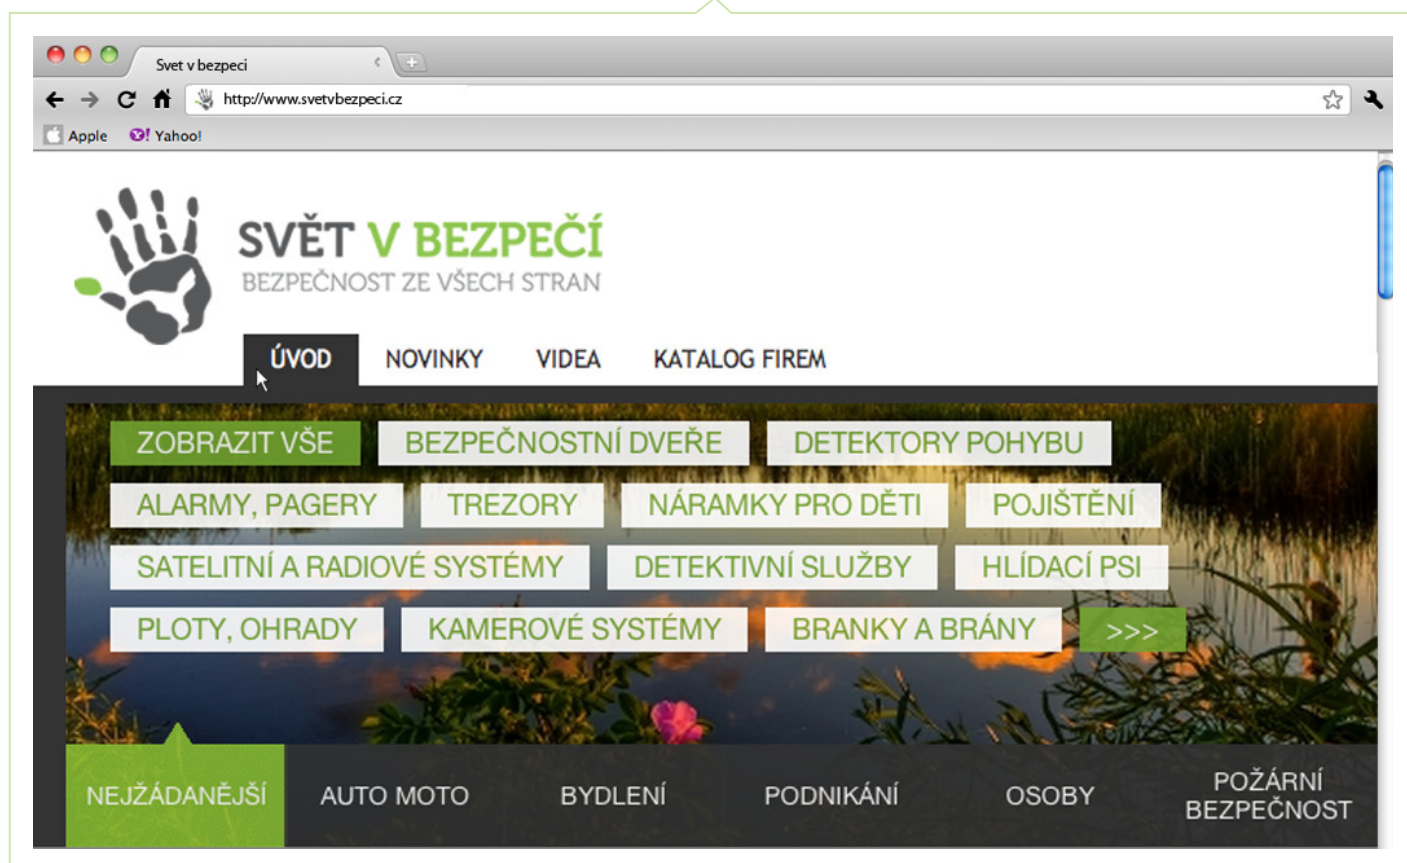 Svet v bezpeci
http://www.svetvbezpeci.cz
Apple Yahoo!
SVĚT V BEZPEČÍ
BEZPEČNOST ZE VŠECH STRAN
ÚVOD NOVINKY VIDEA KATALOG FIREM
ZOBRAZIT VŠE BEZPEČNOSTNÍ DVEŘE DETEKTORY POHYBU
ALARMY, PAGERY TREZORY NÁRAMKY PRO DĚTI POJIŠTĚNÍ
SATELITNÍ A RADIOVÉ SYSTÉMY DETEKTIVNÍ SLUŽBY HLÍDACÍ PSI
PLOTY, OHRADY KAMEROVÉ SYSTÉMY BRANKY A BRÁNY >>>
NEJŽÁDANĚJŠÍ AUTO MOTO BYDLENÍ PODNIKÁNÍ OSOBY POŽÁRNÍ
BEZPEČNOST